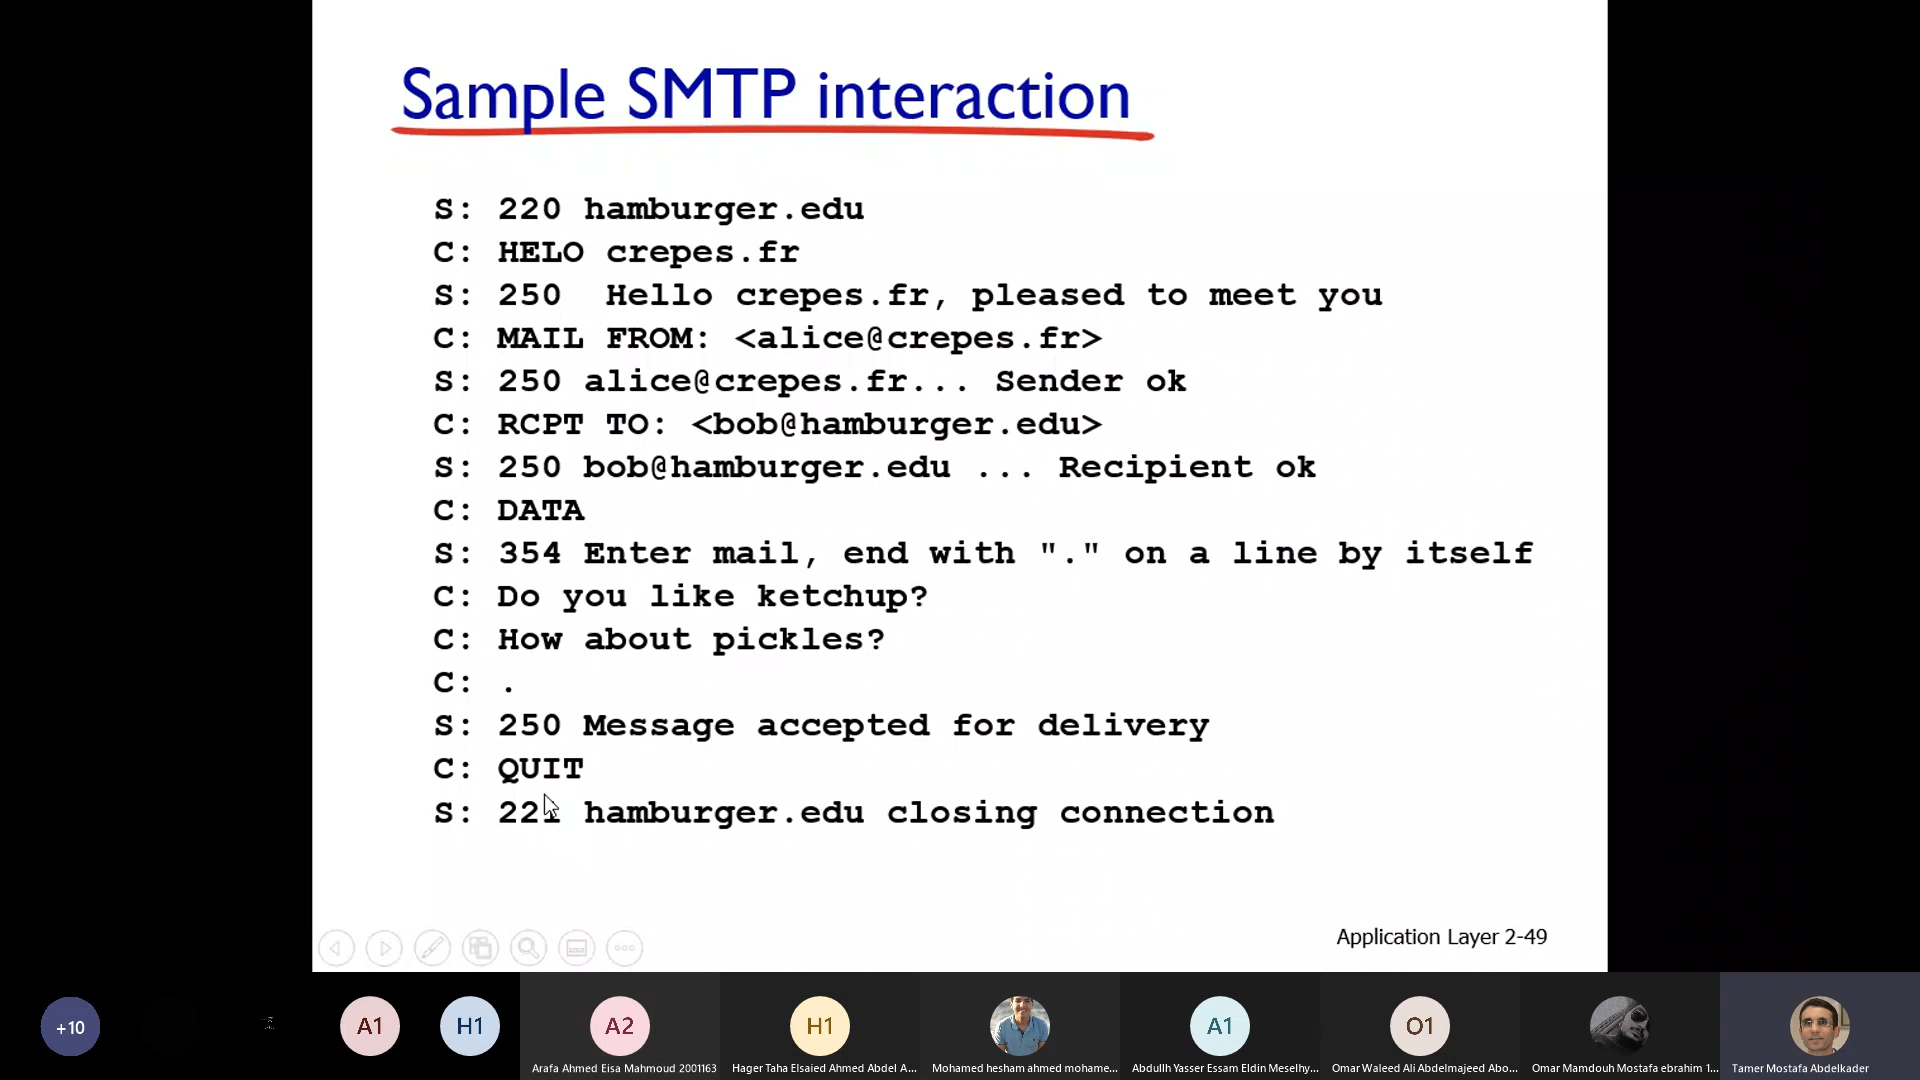 Sample SMTP interaction
S: 220 hamburger.edu
C: HELO crepes.fr
S: 250  Hello crepes.fr, pleased to meet you
C: MAIL FROM: <alice@crepes.fr>
S: 250 alice@crepes.fr... Sender ok
C: RCPT TO: <bob@hamburger.edu>
S: 250 bob@hamburger.edu ... Recipient ok
C: DATA
S: 354 Enter mail, end with "." on a line by itself
C: Do you like ketchup?
C: How about pickles?
C: .
S: 250 Message accepted for delivery
C: QUIT
S: 221 hamburger.edu closing connection
Application Layer 2-49
+10 A1 H1 A2 H1 A1 O1
Arafa Ahmed Eisa Mahmoud 2001163 Hager Taha Elsaied Ahmed Abdel A... Mohamed hesham ahmed mohame... Abdullh Yasser Essam Eldin Meselhy... Omar Waleed Ali Abdelmajeed Abo... Omar Mamdouh Mostafa ebrahim 1... Tamer Mostafa Abdelkader